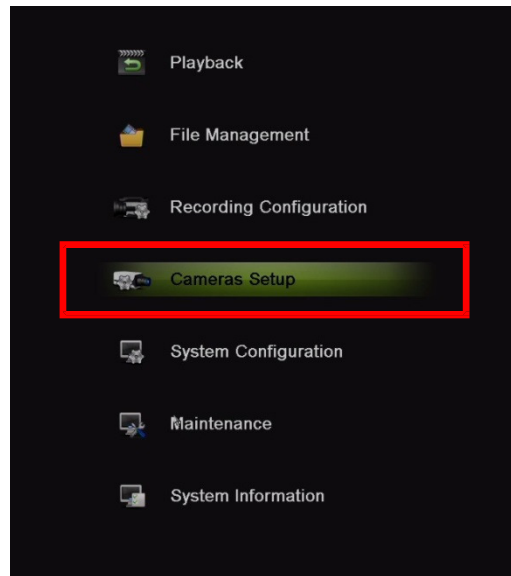 Playback
File Management
Recording Configuration
Cameras Setup
System Configuration
Maintenance
System Information